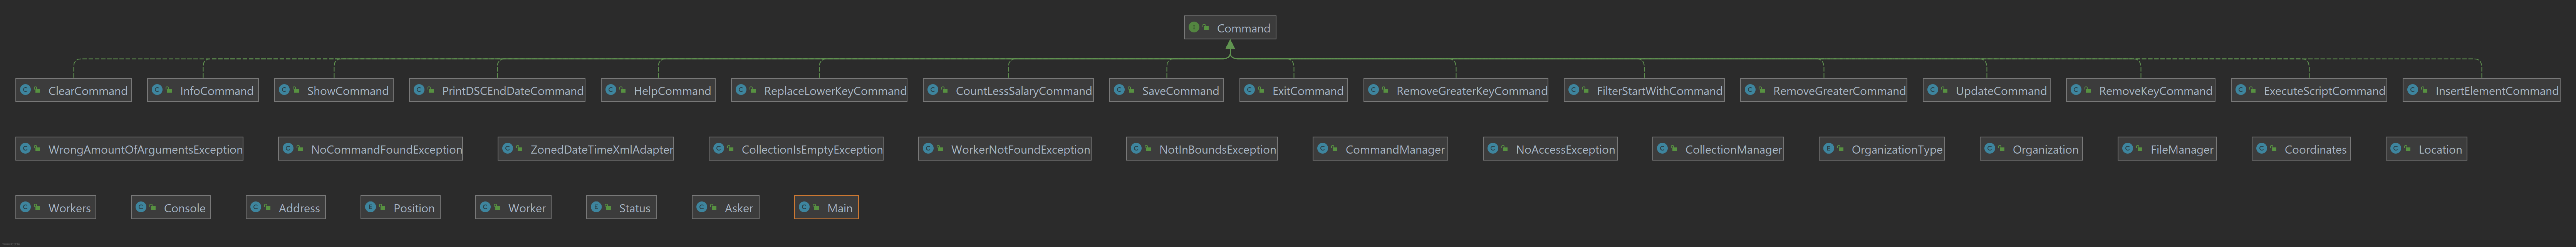 Command
ClearCommand InfoCommand ShowCommand PrintDSCEndDateCommand HelpCommand ReplaceLowerKeyCommand CountLessSalaryCommand SaveCommand ExitCommand RemoveGreaterKeyCommand FilterStartWithCommand RemoveGreaterCommand UpdateCommand RemoveKeyCommand ExecuteScriptCommand InsertElementCommand
WrongAmountOfArgumentsException NoCommandFoundException ZonedDateTimeXmlAdapter CollectionIsEmptyException WorkerNotFoundException NotInBoundsException CommandManager NoAccessException CollectionManager OrganizationType Organization FileManager Coordinates Location
Workers Console Address Position Worker Status Asker Main